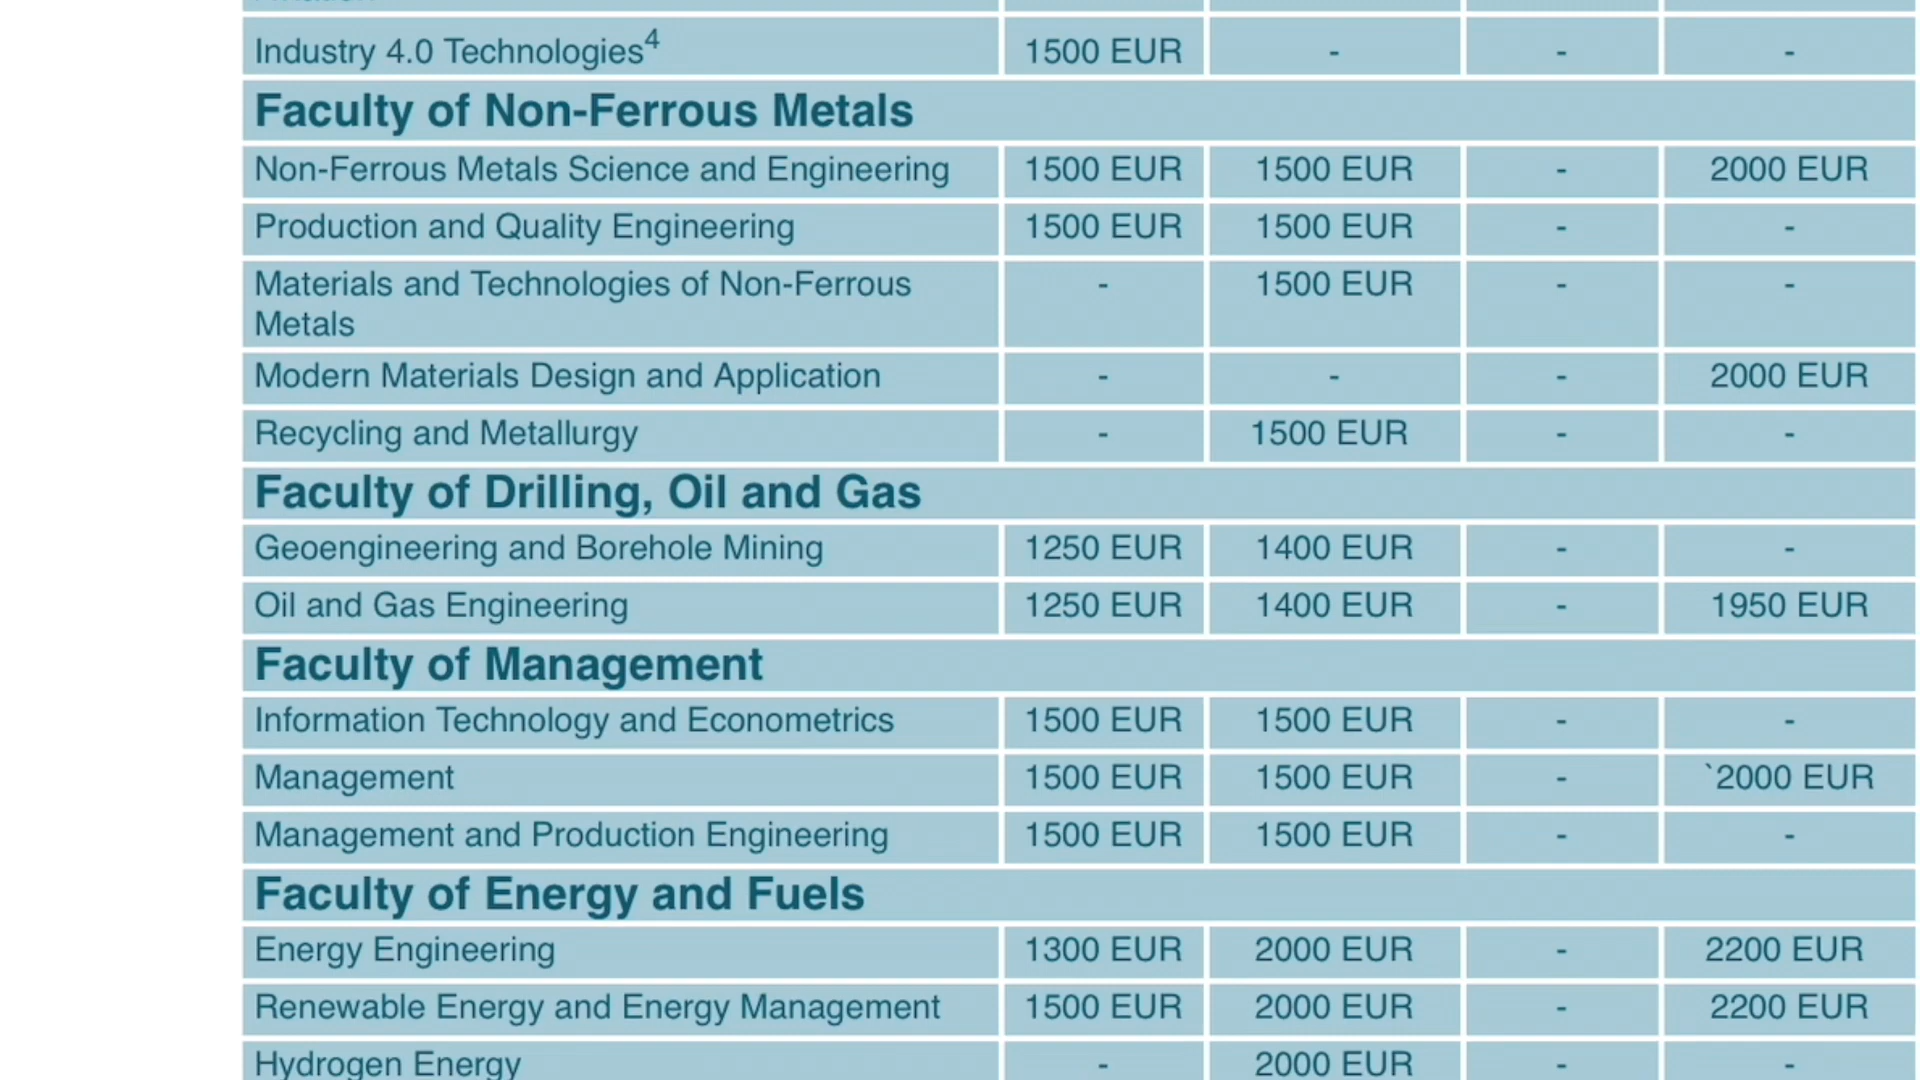 Industry 4.0 Technologies4 1500 EUR - - -
Faculty of Non-Ferrous Metals
Non-Ferrous Metals Science and Engineering 1500 EUR 1500 EUR - 2000 EUR
Production and Quality Engineering 1500 EUR 1500 EUR - -
Materials and Technologies of Non-Ferrous - 1500 EUR - -
Metals
Modern Materials Design and Application - - - 2000 EUR
Recycling and Metallurgy - 1500 EUR - -
Faculty of Drilling, Oil and Gas
Geoengineering and Borehole Mining 1250 EUR 1400 EUR - -
Oil and Gas Engineering 1250 EUR 1400 EUR - 1950 EUR
Faculty of Management
Information Technology and Econometrics 1500 EUR 1500 EUR - -
Management 1500 EUR 1500 EUR - `2000 EUR
Management and Production Engineering 1500 EUR 1500 EUR - -
Faculty of Energy and Fuels
Energy Engineering 1300 EUR 2000 EUR - 2200 EUR
Renewable Energy and Energy Management 1500 EUR 2000 EUR - 2200 EUR
Hydrogen Energy - 2000 EUR - -